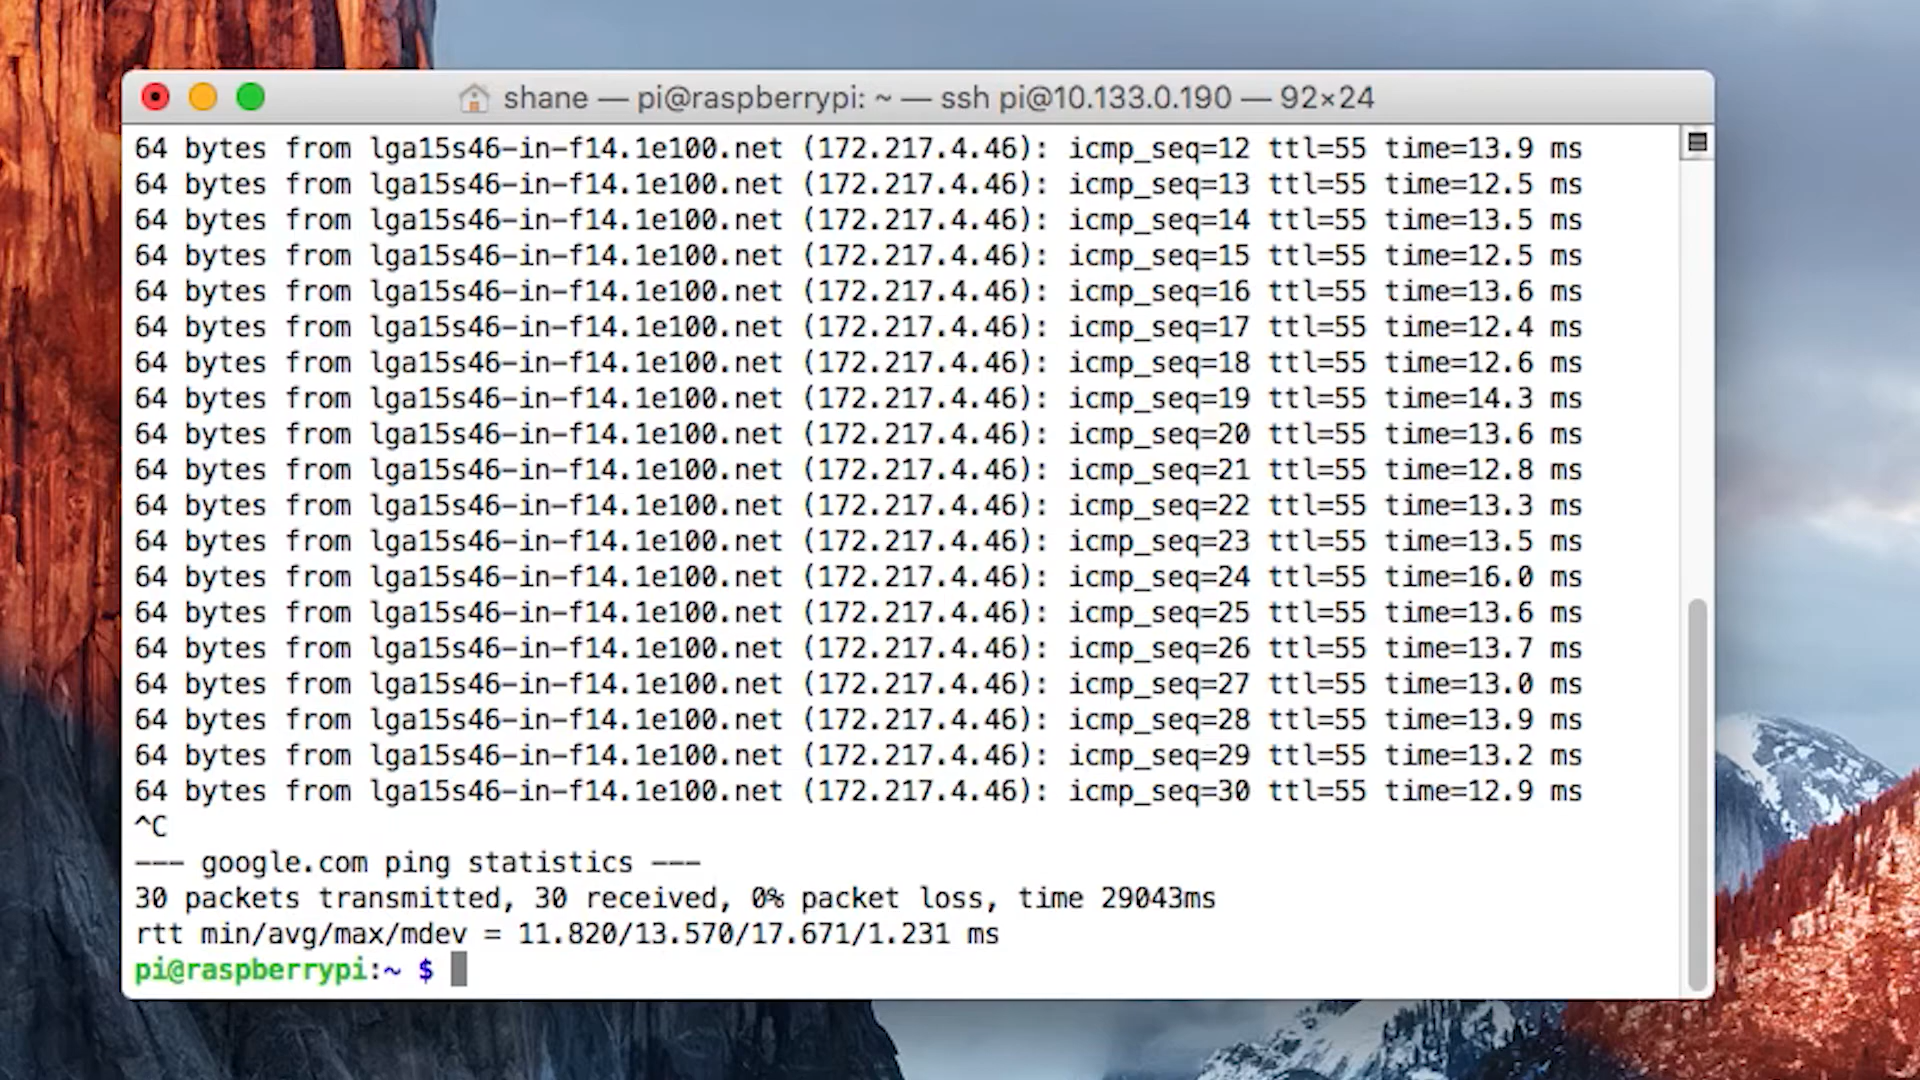 shane — pi@raspberrypi: ~ — ssh pi@10.133.0.190 — 92×24
64 bytes from lga15s46-in-f14.1e100.net (172.217.4.46): icmp_seq=12 ttl=55 time=13.9 ms
64 bytes from lga15s46-in-f14.1e100.net (172.217.4.46): icmp_seq=13 ttl=55 time=12.5 ms
64 bytes from lga15s46-in-f14.1e100.net (172.217.4.46): icmp_seq=14 ttl=55 time=13.5 ms
64 bytes from lga15s46-in-f14.1e100.net (172.217.4.46): icmp_seq=15 ttl=55 time=12.5 ms
64 bytes from lga15s46-in-f14.1e100.net (172.217.4.46): icmp_seq=16 ttl=55 time=13.6 ms
64 bytes from lga15s46-in-f14.1e100.net (172.217.4.46): icmp_seq=17 ttl=55 time=12.4 ms
64 bytes from lga15s46-in-f14.1e100.net (172.217.4.46): icmp_seq=18 ttl=55 time=12.6 ms
64 bytes from lga15s46-in-f14.1e100.net (172.217.4.46): icmp_seq=19 ttl=55 time=14.3 ms
64 bytes from lga15s46-in-f14.1e100.net (172.217.4.46): icmp_seq=20 ttl=55 time=13.6 ms
64 bytes from lga15s46-in-f14.1e100.net (172.217.4.46): icmp_seq=21 ttl=55 time=12.8 ms
64 bytes from lga15s46-in-f14.1e100.net (172.217.4.46): icmp_seq=22 ttl=55 time=13.3 ms
64 bytes from lga15s46-in-f14.1e100.net (172.217.4.46): icmp_seq=23 ttl=55 time=13.5 ms
64 bytes from lga15s46-in-f14.1e100.net (172.217.4.46): icmp_seq=24 ttl=55 time=16.0 ms
64 bytes from lga15s46-in-f14.1e100.net (172.217.4.46): icmp_seq=25 ttl=55 time=13.6 ms
64 bytes from lga15s46-in-f14.1e100.net (172.217.4.46): icmp_seq=26 ttl=55 time=13.7 ms
64 bytes from lga15s46-in-f14.1e100.net (172.217.4.46): icmp_seq=27 ttl=55 time=13.0 ms
64 bytes from lga15s46-in-f14.1e100.net (172.217.4.46): icmp_seq=28 ttl=55 time=13.9 ms
64 bytes from lga15s46-in-f14.1e100.net (172.217.4.46): icmp_seq=29 ttl=55 time=13.2 ms
64 bytes from lga15s46-in-f14.1e100.net (172.217.4.46): icmp_seq=30 ttl=55 time=12.9 ms
^C
--- google.com ping statistics ---
30 packets transmitted, 30 received, 0% packet loss, time 29043ms
rtt min/avg/max/mdev = 11.820/13.570/17.671/1.231 ms
pi@raspberrypi:~ $